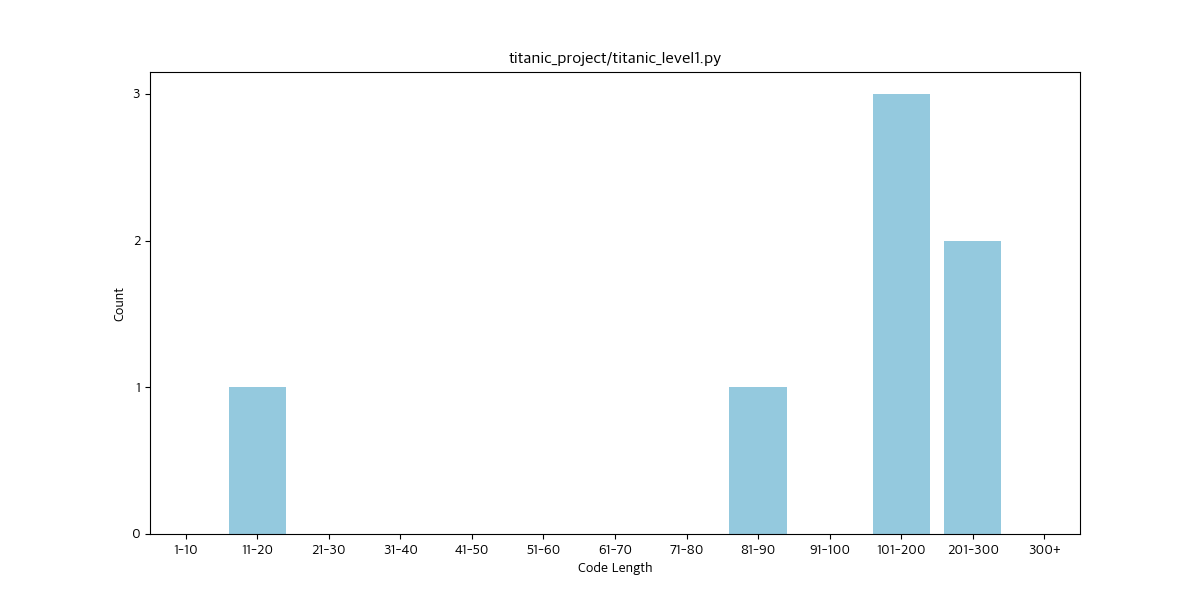 titanic_project/titanic_level1.py
3
2
1
0
Count
1-10 11-20 21-30 31-40 41-50 51-60 61-70 71-80 81-90 91-100 101-200 201-300 300+
Code Length